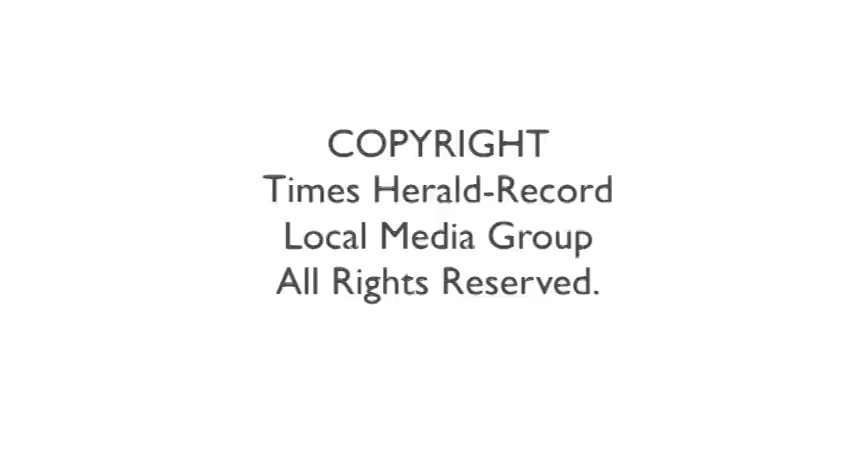 COPYRIGHT
Times Herald-Record
Local Media Group
All Rights Reserved.